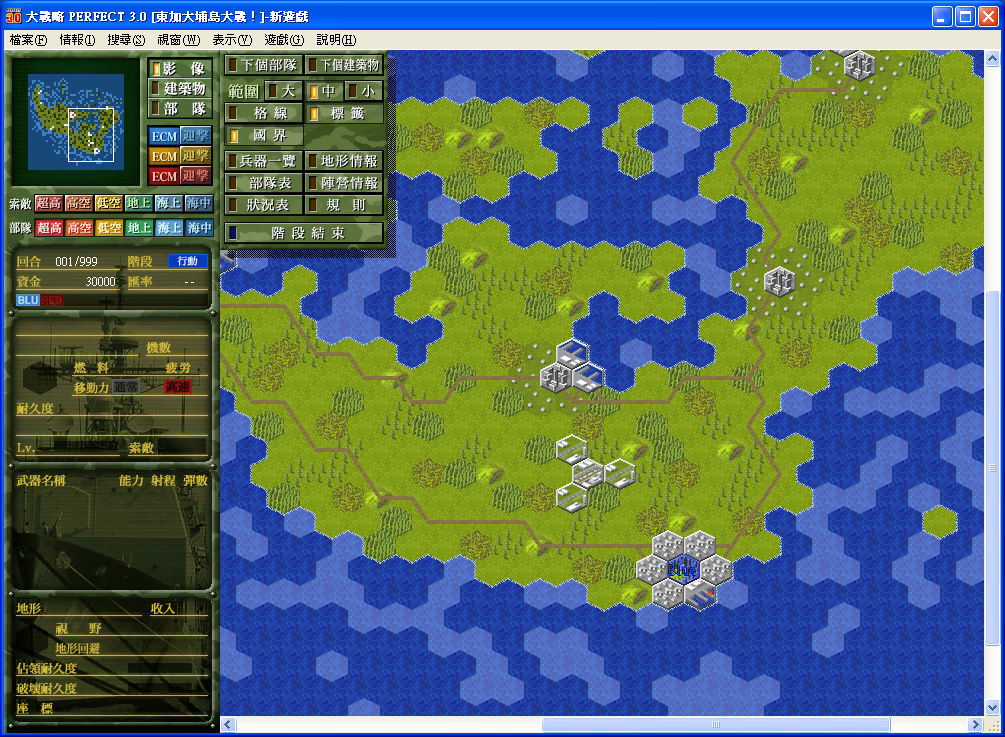 大戰略 PERFECT 3.0 [東加大埔島大戰！]-新遊戲
檔案(F) 情報(I) 搜尋(S) 視窗(W) 表示(Y) 遊戲(G) 說明(H)
影像
建築物
部隊
ECM 迎擊
ECM 迎擊
ECM 迎擊
索敵 超高 高空 低空 地上 海上 海中
部隊 超高 高空 低空 地上 海上 海中
下個部隊 下個建築物
範圍 大 中 小
格線 標籤
國界
兵器一覽 地形情報
部隊表 陣營情報
狀況表 規則
階段結束
回合 001/999 階段 行動
資金 30000 匯率 --
BLU RED
機數
燃料 疲勞
移動力 通常 高速
耐久度
Lv. 索敵
武器名稱 能力 射程 彈數
地形 收入
視野
地形回避
佔領耐久度
破壞耐久度
座標